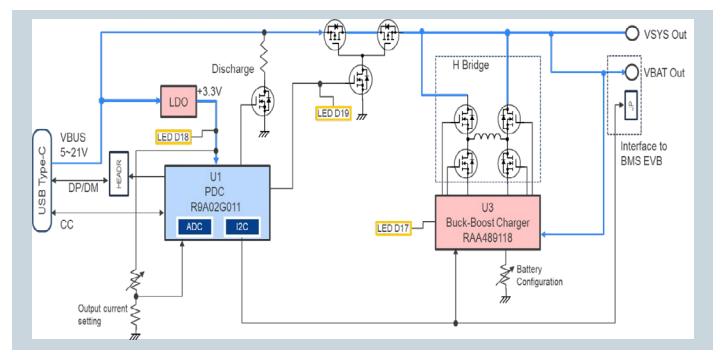 VSYS Out
Discharge
H Bridge
VBAT Out
LDO
+3.3V
LED D19
LED D18
VBUS
5~21V
USB Type-C
HEADR
DP/DM
CC
U1
PDC
R9A02G011
ADC
I2C
Interface to
BMS EVB
U3
Buck-Boost Charger
RAA489118
LED D17
Battery
Configuration
Output current
setting